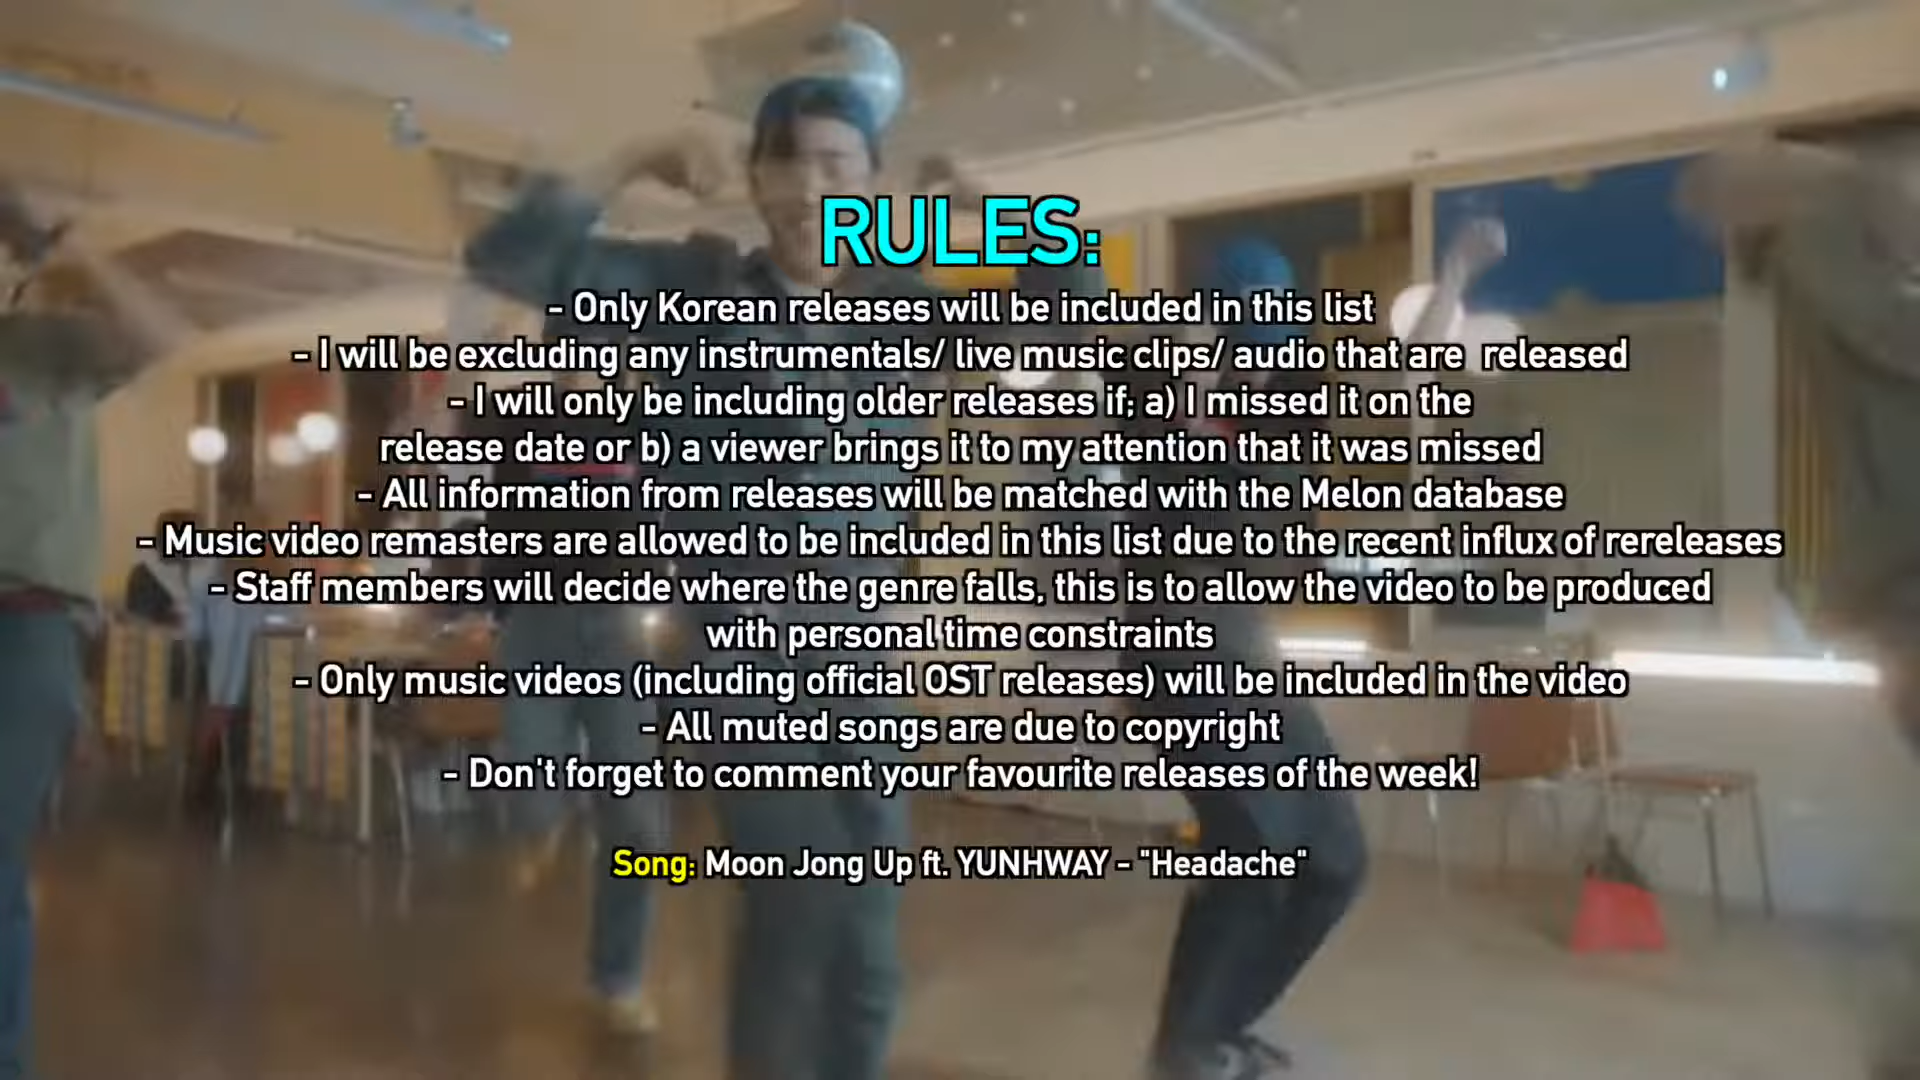 RULES:
- Only Korean releases will be included in this list
- I will be excluding any instrumentals/ live music clips/ audio that are released
- I will only be including older releases if; a) I missed it on the
release date or b) a viewer brings it to my attention that it was missed
- All information from releases will be matched with the Melon database
- Music video remasters are allowed to be included in this list due to the recent influx of rereleases
- Staff members will decide where the genre falls, this is to allow the video to be produced
with personal time constraints
- Only music videos (including official OST releases) will be included in the video
- All muted songs are due to copyright
- Don't forget to comment your favourite releases of the week!
Song: Moon Jong Up ft. YUNHWAY - "Headache"